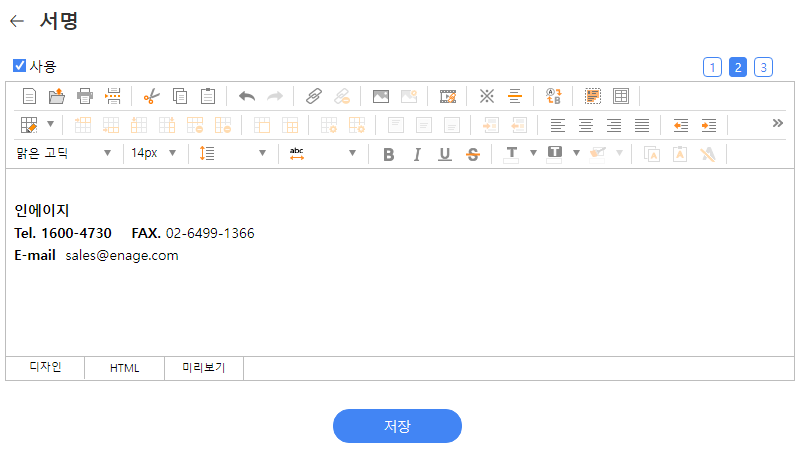 서명
사용
1 2 3
맑은 고딕 14px abc B I U S T T
인에이지
Tel. 1600-4730 FAX. 02-6499-1366
E-mail sales@enage.com
디자인 HTML 미리보기
저장